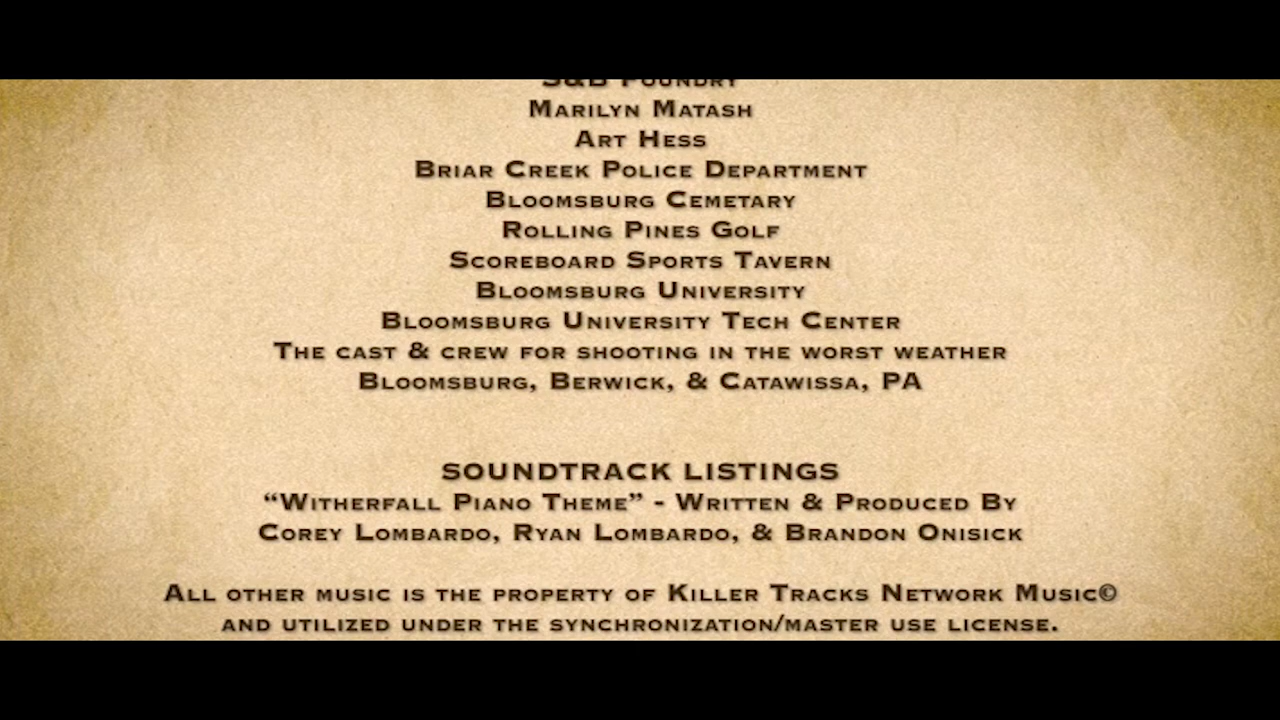 S&B Foundry
Marilyn Matash
Art Hess
Briar Creek Police Department
Bloomsburg Cemetary
Rolling Pines Golf
Scoreboard Sports Tavern
Bloomsburg University
Bloomsburg University Tech Center
The cast & crew for shooting in the worst weather
Bloomsburg, Berwick, & Catawissa, PA
SOUNDTRACK LISTINGS
“Witherfall Piano Theme” - Written & Produced By
Corey Lombardo, Ryan Lombardo, & Brandon Onisick
All other music is the property of Killer Tracks Network Music©
and utilized under the synchronization/master use license.